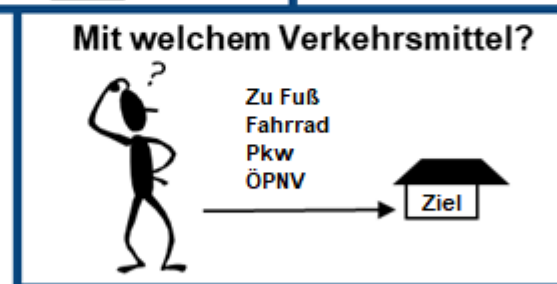 Mit welchem Verkehrsmittel?
?
Zu Fuß
Fahrrad
Pkw
ÖPNV
Ziel